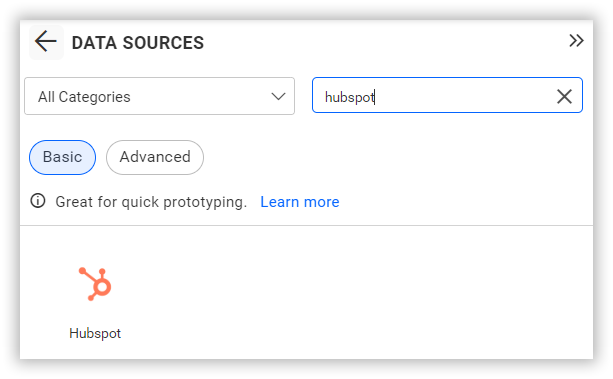 DATA SOURCES
All Categories
hubspot
Basic Advanced
Great for quick prototyping. Learn more
Hubspot